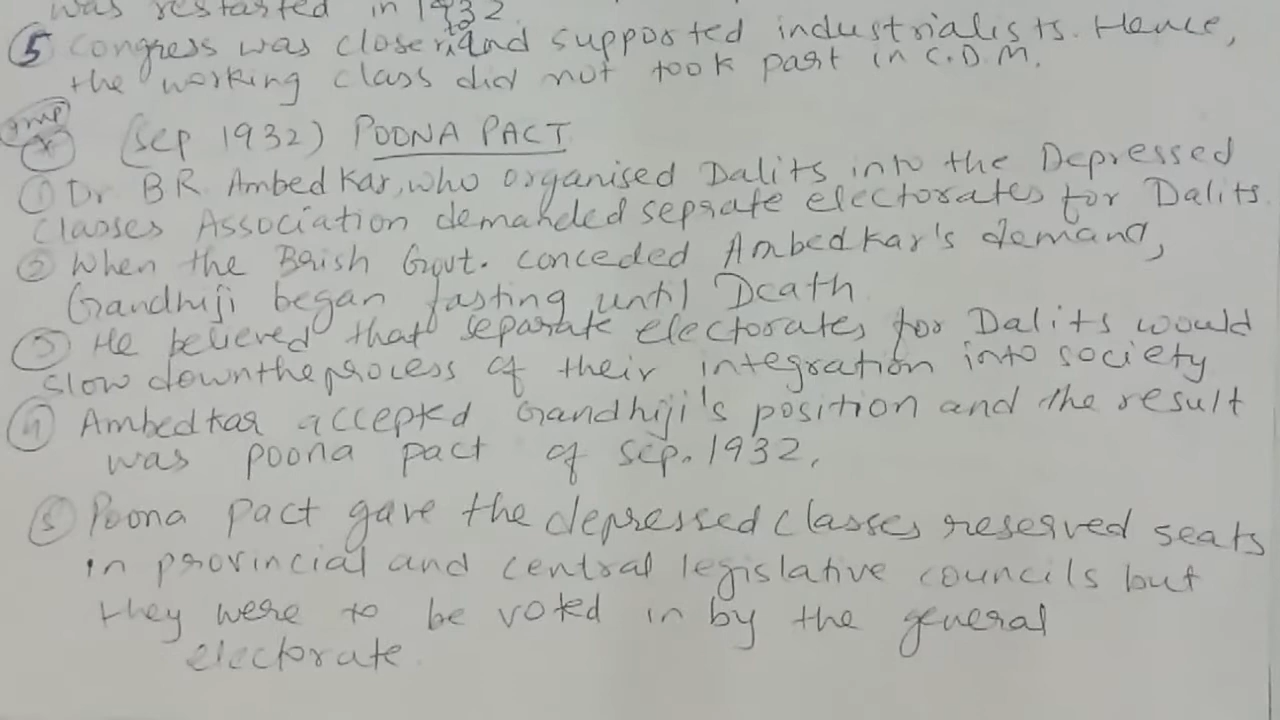 was restarted in 1932
⑤ Congress was closer to and supported industrialists. Hence,
the working class did not took part in C.D.M.
Imp
* (Sep 1932) POONA PACT
① Dr B R Ambedkar, who organised Dalits into the Depressed
Classes Association demanded seprate electorates for Dalits.
② When the Briish Govt. conceded Ambedkar's demand,
Gandhiji began fasting until Death
③ He believed that separate electorates for Dalits would
slow down the process of their integration into society
④ Ambedkar accepted Gandhiji's position and the result
was poona pact of Sep. 1932.
⑤ Poona pact gave the depressed classes reserved seats
in provincial and central legislative councils but
they were to be voted in by the general
electorate.